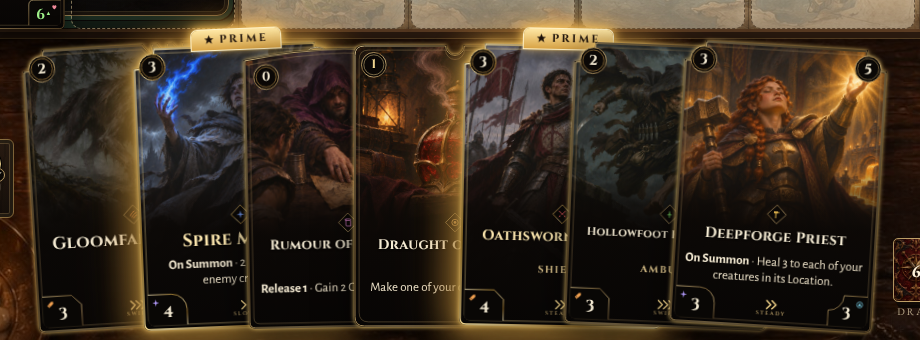 6
★ PRIME
★ PRIME
2
3
0
1
3
2
3
5
GLOOMFA
SPIRE M
On Summon · 2
enemy cr
RUMOUR OF
Release 1 · Gain 2 C
DRAUGHT O
Make one of your
OATHSWORN
SHIE
HOLLOWFOOT
AMBU
DEEPFORGE PRIEST
On Summon · Heal 3 to each of your
creatures in its Location.
3
4
4
3
3
STEADY
3
6
DRA